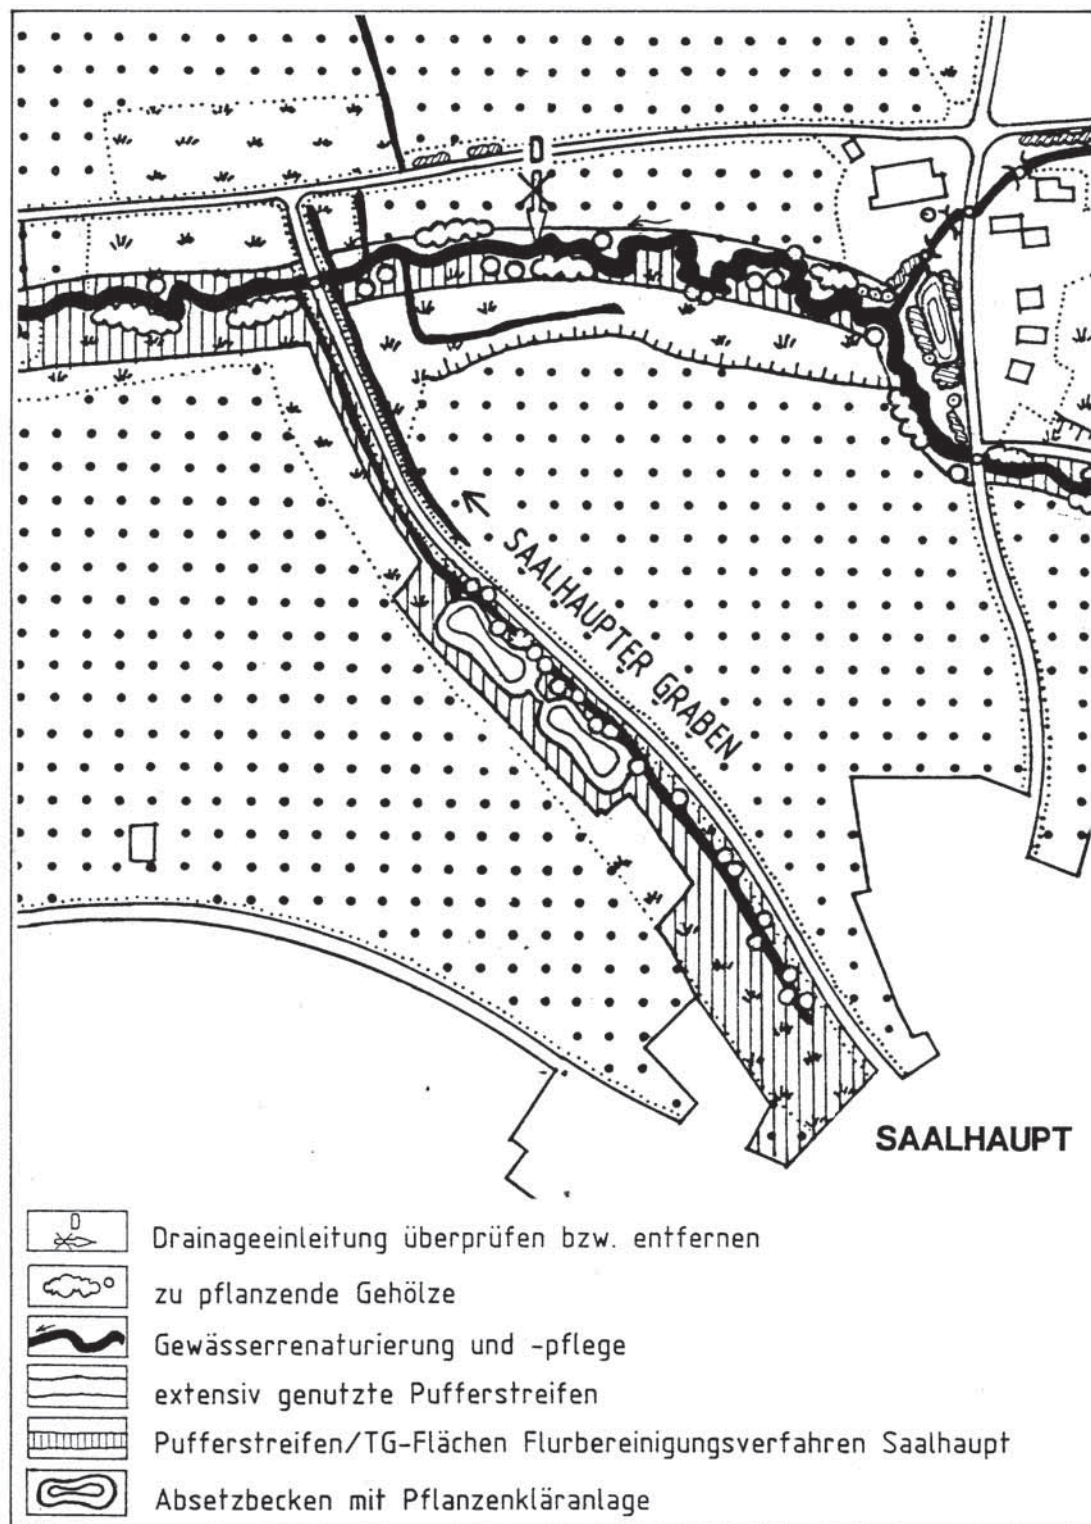 D
SAALHAUPTER GRABEN
SAALHAUPT
D
Drainageeinleitung überprüfen bzw. entfernen
zu pflanzende Gehölze
Gewässerrenaturierung und -pflege
extensiv genutzte Pufferstreifen
Pufferstreifen/TG-Flächen Flurbereinigungsverfahren Saalhaupt
Absetzbecken mit Pflanzenkläranlage